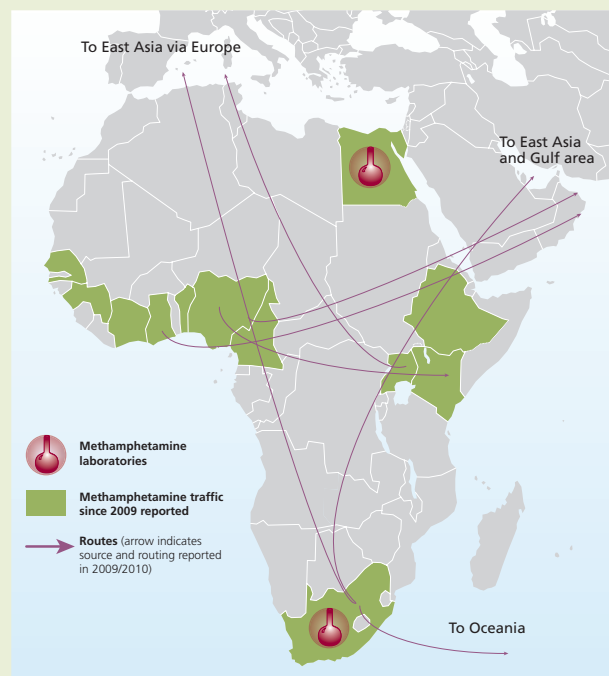 To East Asia via Europe
To East Asia
and Gulf area
Methamphetamine
laboratories
Methamphetamine traffic
since 2009 reported
Routes (arrow indicates
source and routing reported
in 2009/2010)
To Oceania